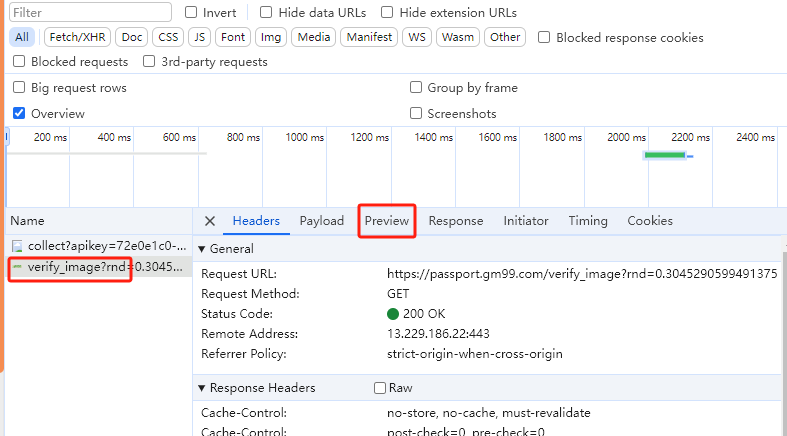 Filter Invert Hide data URLs Hide extension URLs
All Fetch/XHR Doc CSS JS Font Img Media Manifest WS Wasm Other Blocked response cookies
Blocked requests 3rd-party requests
Big request rows Group by frame
Overview Screenshots
200 ms 400 ms 600 ms 800 ms 1000 ms 1200 ms 1400 ms 1600 ms 1800 ms 2000 ms 2200 ms 2400 ms
Name Headers Payload Preview Response Initiator Timing Cookies
collect?apikey=72e0e1c0-...
verify_image?rnd=0.3045...
General
Request URL: https://passport.gm99.com/verify_image?rnd=0.3045290599491375
Request Method: GET
Status Code: 200 OK
Remote Address: 13.229.186.22:443
Referrer Policy: strict-origin-when-cross-origin
Response Headers Raw
Cache-Control: no-store, no-cache, must-revalidate
Cache-Control: post-check=0, pre-check=0